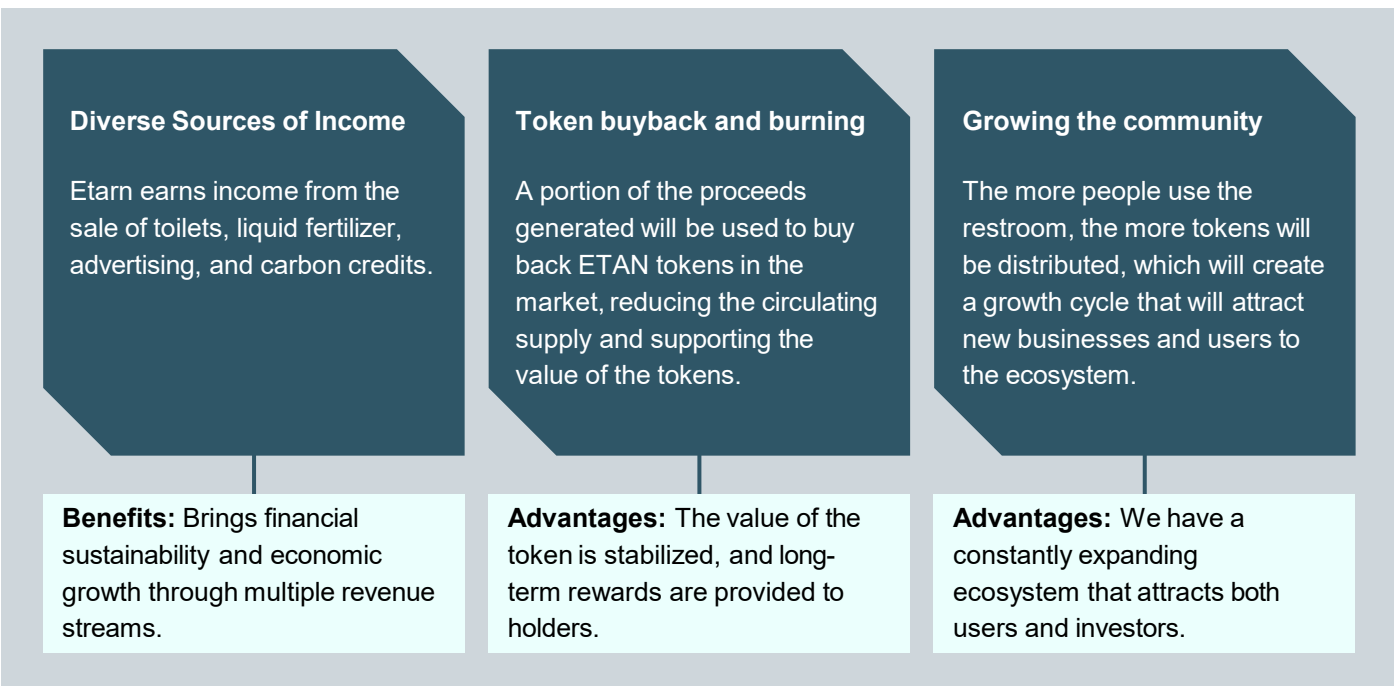 Diverse Sources of Income
Etarn earns income from the
sale of toilets, liquid fertilizer,
advertising, and carbon credits.
Benefits: Brings financial
sustainability and economic
growth through multiple revenue
streams.
Token buyback and burning
A portion of the proceeds
generated will be used to buy
back ETAN tokens in the
market, reducing the circulating
supply and supporting the
value of the tokens.
Advantages: The value of the
token is stabilized, and long-
term rewards are provided to
holders.
Growing the community
The more people use the
restroom, the more tokens will
be distributed, which will create
a growth cycle that will attract
new businesses and users to
the ecosystem.
Advantages: We have a
constantly expanding
ecosystem that attracts both
users and investors.